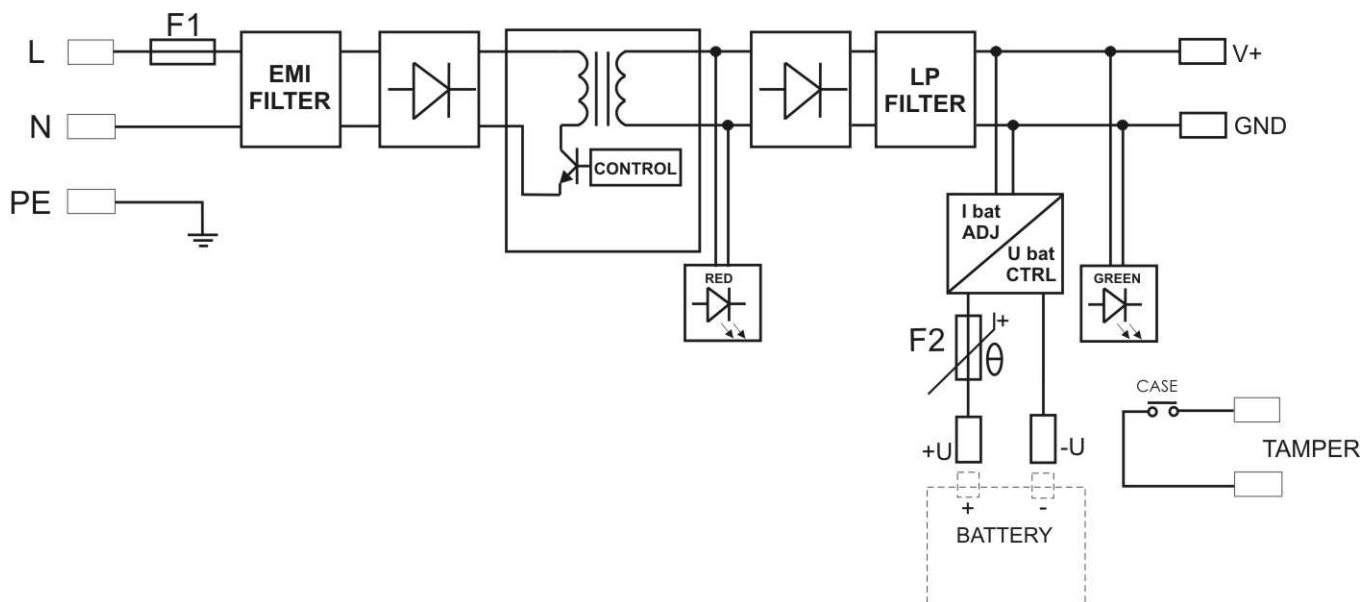 L
F1
EMI
FILTER
LP
FILTER
V+
N
GND
CONTROL
PE
I bat
ADJ
U bat
CTRL
RED
GREEN
F2
I+
θ
CASE
+U
-U
TAMPER
+
-
BATTERY